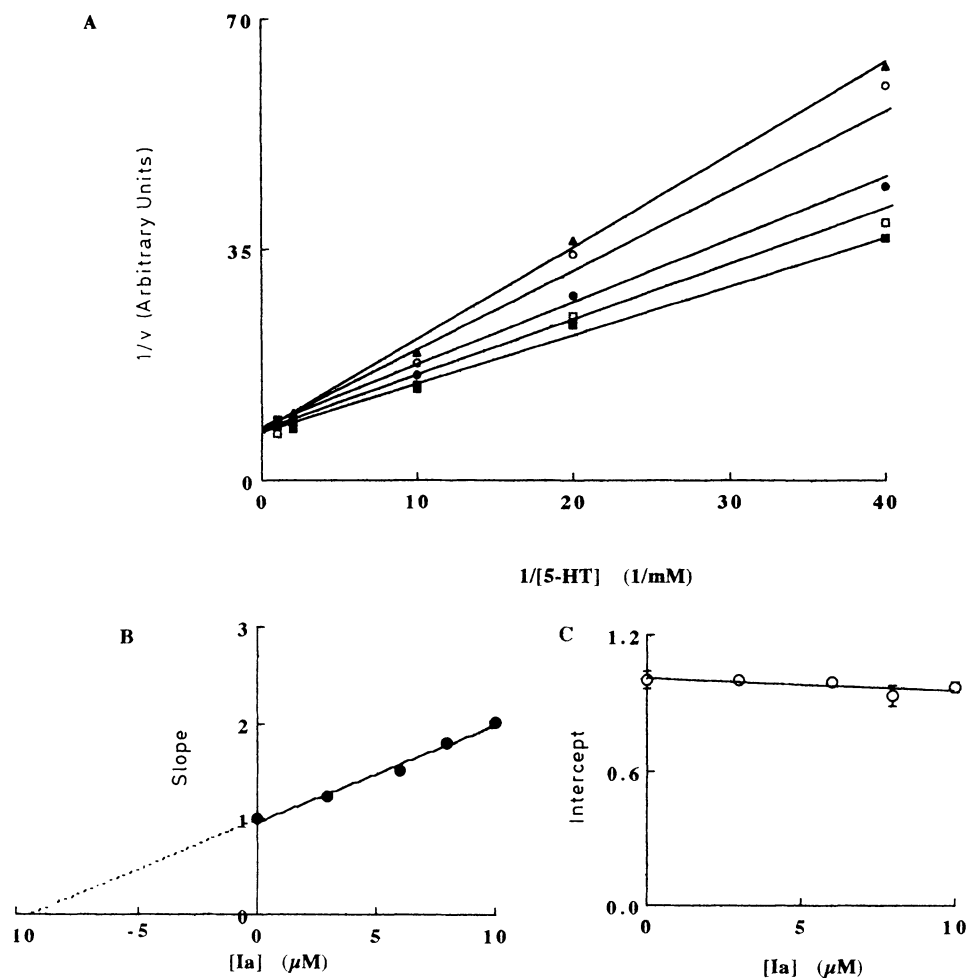 A
70
35
0
1/v (Arbitrary Units)
0 10 20 30 40
1/[5-HT] (1/mM)
B
3
2
1
0
Slope
10 -5 0 5 10
[Ia] (µM)
C
1.2
0.6
0.0
Intercept
0 5 10
[Ia] (µM)